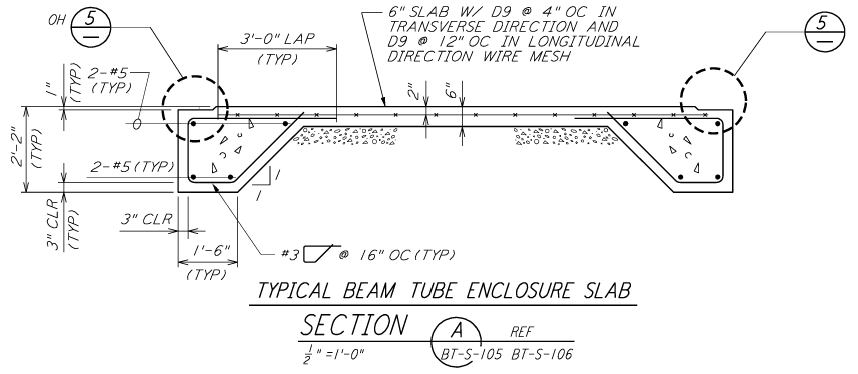 OH 5
6" SLAB W/ D9 @ 4" OC IN
TRANSVERSE DIRECTION AND
D9 @ 12" OC IN LONGITUDINAL
DIRECTION WIRE MESH
5
3'-0" LAP
(TYP)
2-#5
(TYP)
1"
(TYP)
2"
6"
2'-2"
(TYP)
2-#5 (TYP)
1
1
3" CLR
(TYP)
3" CLR
1'-6"
(TYP)
#3 @ 16" OC (TYP)
TYPICAL BEAM TUBE ENCLOSURE SLAB
SECTION A REF
1/2" =1'-0" BT-S-105 BT-S-106